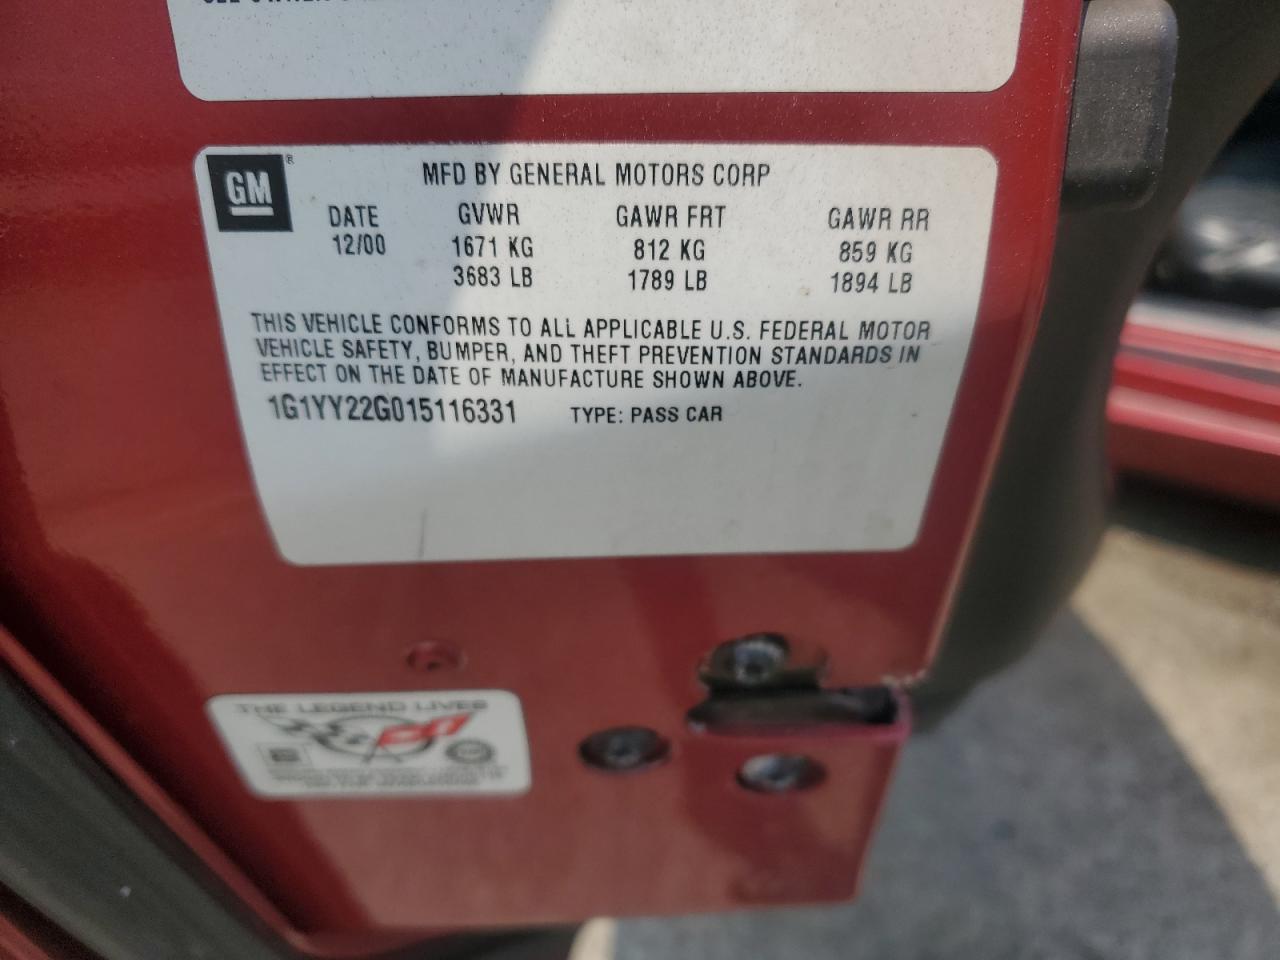 GM®
MFD BY GENERAL MOTORS CORP
DATE GVWR GAWR FRT GAWR RR
12/00 1671 KG 812 KG 859 KG
3683 LB 1789 LB 1894 LB
THIS VEHICLE CONFORMS TO ALL APPLICABLE U.S. FEDERAL MOTOR
VEHICLE SAFETY, BUMPER, AND THEFT PREVENTION STANDARDS IN
EFFECT ON THE DATE OF MANUFACTURE SHOWN ABOVE.
1G1YY22G015116331 TYPE: PASS CAR
THE LEGEND LIVES